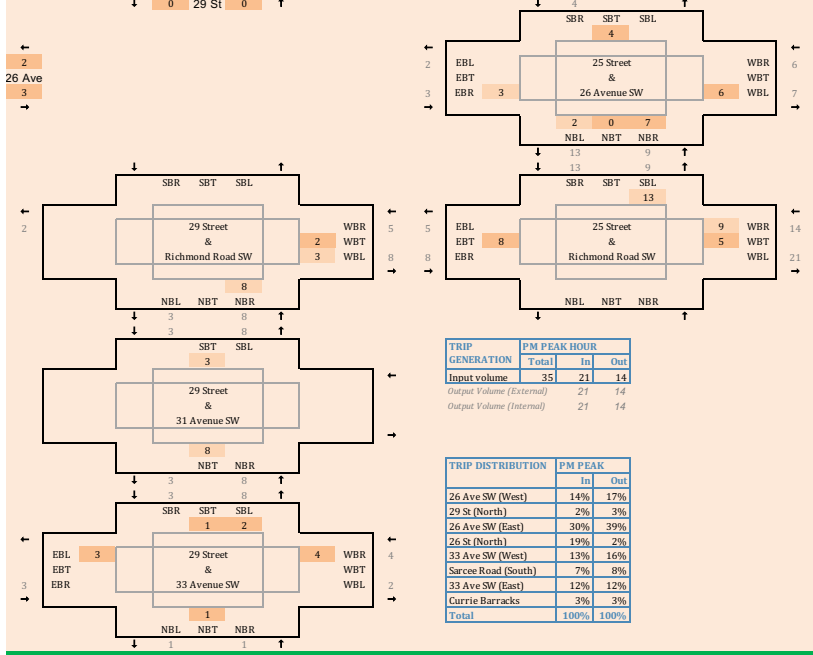 ↓ 0 29 St 0 ↑
↓ 4 ↑
SBR SBT SBL
4
←
2
26 Ave
3
→
← ←
2 EBL 25 Street WBR 6
EBT & WBT
3 EBR 3 26 Avenue SW 6 WBL 7
→ →
2 0 7
NBL NBT NBR
↓ 13 9 ↑
↓ ↑
SBR SBT SBL
← ←
2 29 Street WBR 5
& 2 WBT
Richmond Road SW 3 WBL 8
→
8
NBL NBT NBR
↓ 3 8 ↑
↓ 13 9 ↑
SBR SBT SBL
13
← ←
5 EBL 25 Street 9 WBR 14
EBT 8 & 5 WBT
8 EBR Richmond Road SW WBL 21
→ →
NBL NBT NBR
↓ ↑
↓ 3 8 ↑
SBT SBL
3
←
29 Street
&
31 Avenue SW
→
8
NBT NBR
↓ 3 8 ↑
↓ 3 8 ↑
SBR SBT SBL
1 2
← ←
EBL 3 29 Street 4 WBR 4
EBT & WBT
3 EBR 33 Avenue SW WBL 2
→ →
1
NBL NBT NBR
↓ 1 1 ↑
TRIP GENERATION PM PEAK HOUR
Total In Out
Input volume 35 21 14
Output Volume (External) 21 14
Output Volume (Internal) 21 14
TRIP DISTRIBUTION PM PEAK
In Out
26 Ave SW (West) 14% 17%
29 St (North) 2% 3%
26 Ave SW (East) 30% 39%
26 St (North) 19% 2%
33 Ave SW (West) 13% 16%
Sarcee Road (South) 7% 8%
33 Ave SW (East) 12% 12%
Currie Barracks 3% 3%
Total 100% 100%